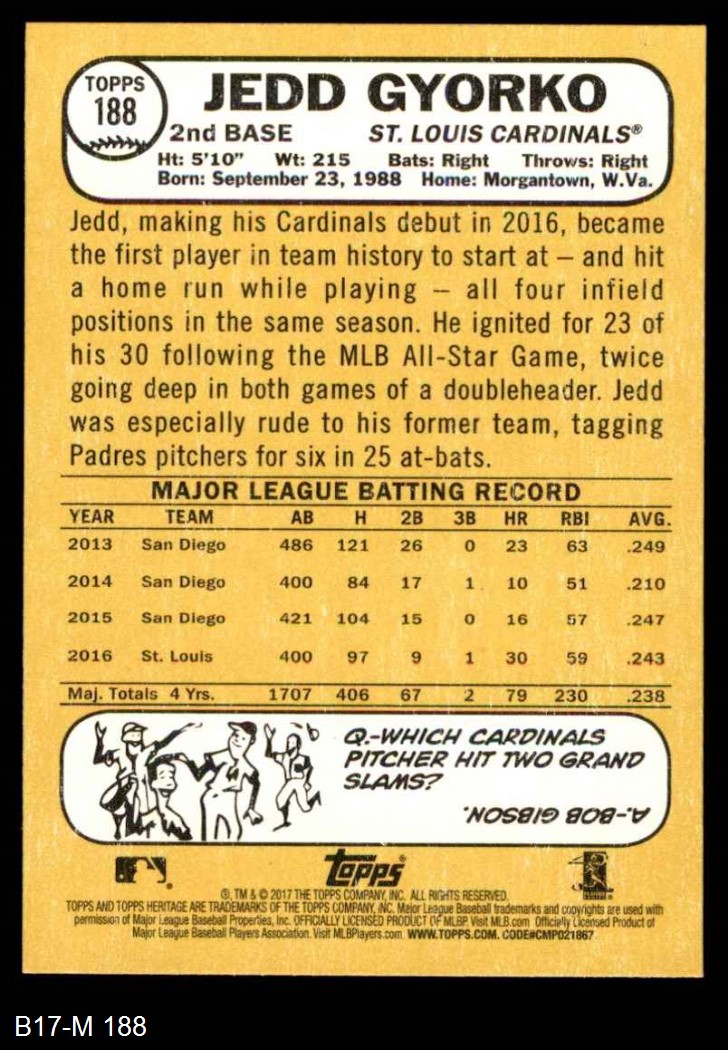 TOPPS
188
JEDD GYORKO
2nd BASE ST. LOUIS CARDINALS®
Ht: 5'10" Wt: 215 Bats: Right Throws: Right
Born: September 23, 1988 Home: Morgantown, W.Va.
Jedd, making his Cardinals debut in 2016, became
the first player in team history to start at – and hit
a home run while playing – all four infield
positions in the same season. He ignited for 23 of
his 30 following the MLB All-Star Game, twice
going deep in both games of a doubleheader. Jedd
was especially rude to his former team, tagging
Padres pitchers for six in 25 at-bats.
MAJOR LEAGUE BATTING RECORD
YEAR TEAM AB H 2B 3B HR RBI AVG.
2013 San Diego 486 121 26 0 23 63 .249
2014 San Diego 400 84 17 1 10 51 .210
2015 San Diego 421 104 15 0 16 57 .247
2016 St. Louis 400 97 9 1 30 59 .243
Maj. Totals 4 Yrs. 1707 406 67 2 79 230 .238
Q.-WHICH CARDINALS
PITCHER HIT TWO GRAND
SLAMS?
A.-BOB GIBSON.
Topps
®, TM & © 2017 THE TOPPS COMPANY, INC. ALL RIGHTS RESERVED.
TOPPS AND TOPPS HERITAGE ARE TRADEMARKS OF THE TOPPS COMPANY, INC. Major League Baseball trademarks and copyrights are used with
permission of Major League Baseball Properties, Inc. OFFICIALLY LICENSED PRODUCT OF MLBP. Visit MLB.com Officially Licensed Product of
Major League Baseball Players Association. Visit MLBPlayers.com WWW.TOPPS.COM. CODE#CMP021867
B17-M 188